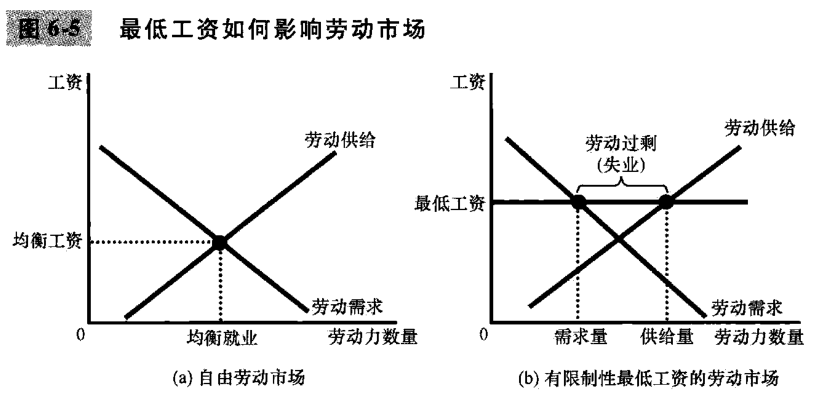 图 6-5 最低工资如何影响劳动市场
工资
劳动供给
均衡工资
劳动需求
0
均衡就业
劳动力数量
(a) 自由劳动市场
工资
劳动过剩
(失业)
劳动供给
最低工资
劳动需求
0
需求量
供给量
劳动力数量
(b) 有限制性最低工资的劳动市场